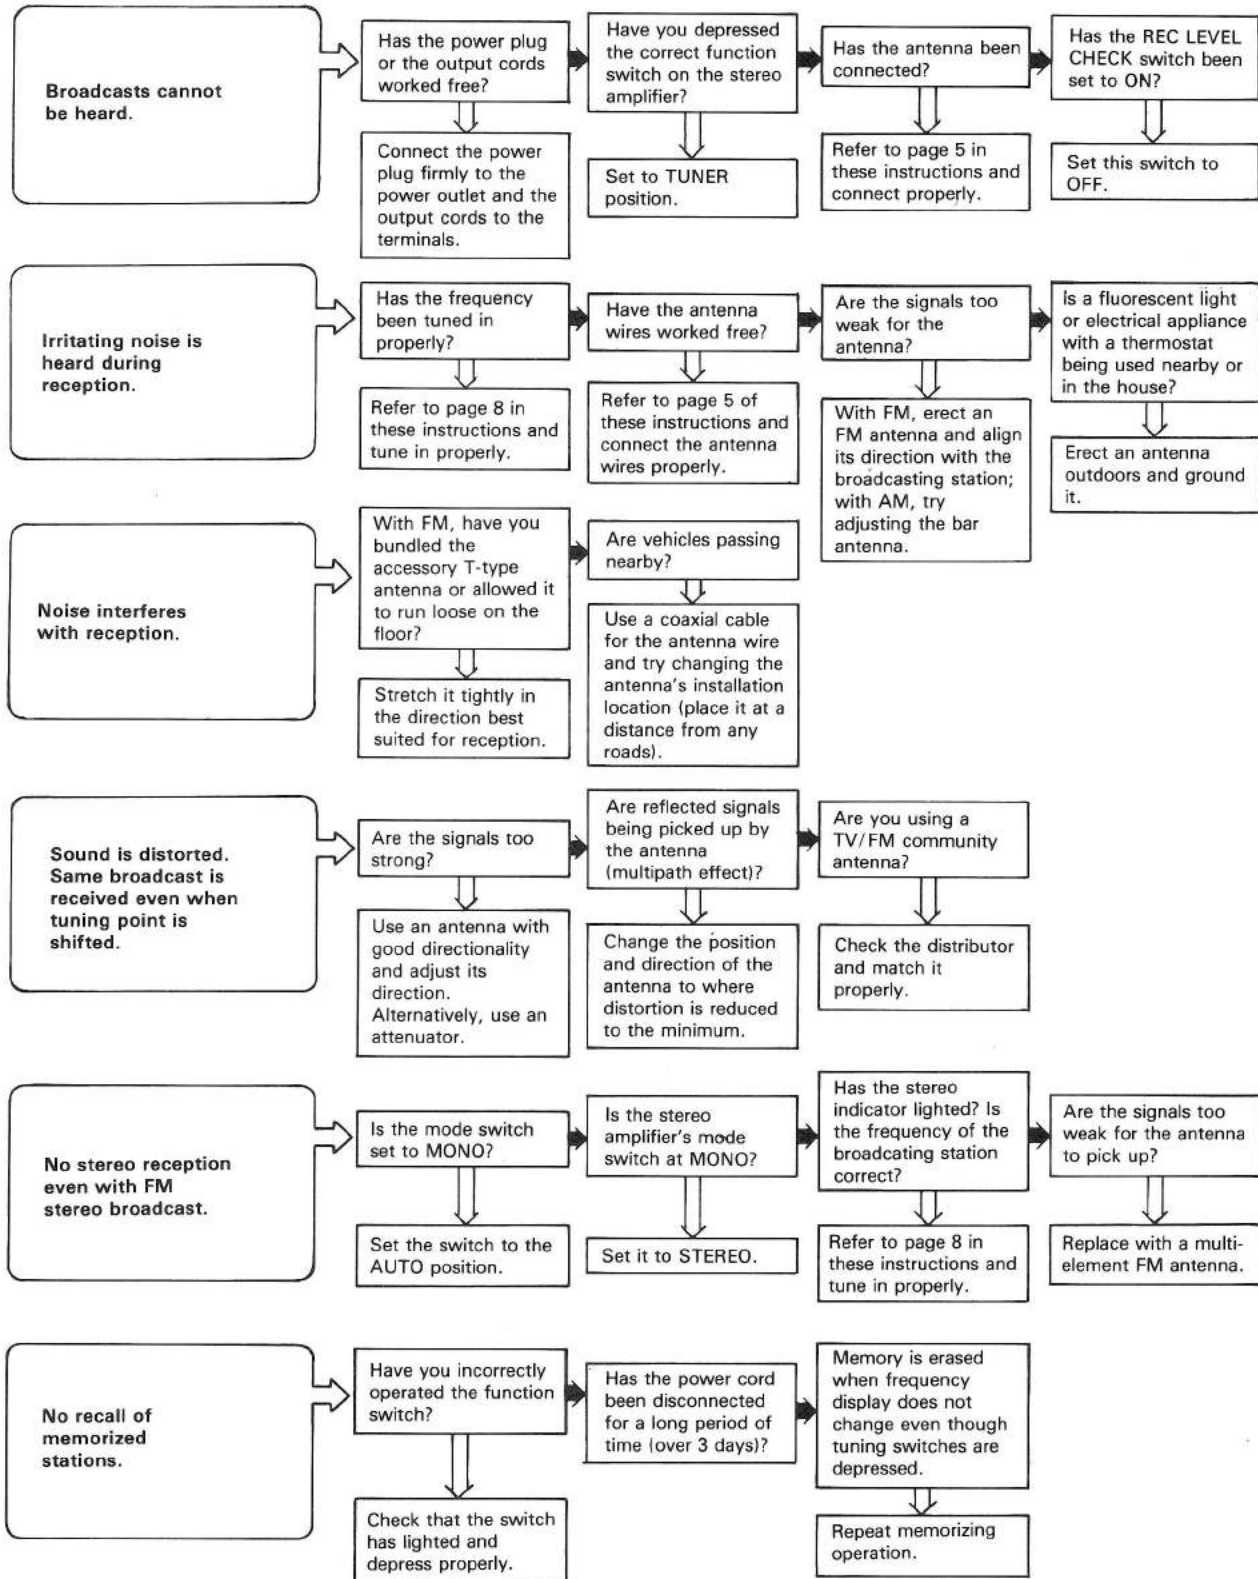 Broadcasts cannot
be heard.
Has the power plug
or the output cords
worked free?
Connect the power
plug firmly to the
power outlet and the
output cords to the
terminals.
Have you depressed
the correct function
switch on the stereo
amplifier?
Set to TUNER
position.
Has the antenna been
connected?
Refer to page 5 in
these instructions and
connect properly.
Has the REC LEVEL
CHECK switch been
set to ON?
Set this switch to
OFF.
Irritating noise is
heard during
reception.
Has the frequency
been tuned in
properly?
Refer to page 8 in
these instructions and
tune in properly.
Have the antenna
wires worked free?
Refer to page 5 of
these instructions and
connect the antenna
wires properly.
Are the signals too
weak for the
antenna?
With FM, erect an
FM antenna and align
its direction with the
broadcasting station;
with AM, try
adjusting the bar
antenna.
Is a fluorescent light
or electrical appliance
with a thermostat
being used nearby or
in the house?
Erect an antenna
outdoors and ground
it.
Noise interferes
with reception.
With FM, have you
bundled the
accessory T-type
antenna or allowed it
to run loose on the
floor?
Stretch it tightly in
the direction best
suited for reception.
Are vehicles passing
nearby?
Use a coaxial cable
for the antenna wire
and try changing the
antenna's installation
location (place it at a
distance from any
roads).
Sound is distorted.
Same broadcast is
received even when
tuning point is
shifted.
Are the signals too
strong?
Use an antenna with
good directionality
and adjust its
direction.
Alternatively, use an
attenuator.
Are reflected signals
being picked up by
the antenna
(multipath effect)?
Change the position
and direction of the
antenna to where
distortion is reduced
to the minimum.
Are you using a
TV/FM community
antenna?
Check the distributor
and match it
properly.
No stereo reception
even with FM
stereo broadcast.
Is the mode switch
set to MONO?
Set the switch to the
AUTO position.
Is the stereo
amplifier's mode
switch at MONO?
Set it to STEREO.
Has the stereo
indicator lighted? Is
the frequency of the
broadcating station
correct?
Refer to page 8 in
these instructions and
tune in properly.
Are the signals too
weak for the antenna
to pick up?
Replace with a multi-
element FM antenna.
No recall of
memorized
stations.
Have you incorrectly
operated the function
switch?
Check that the switch
has lighted and
depress properly.
Has the power cord
been disconnected
for a long period of
time (over 3 days)?
Memory is erased
when frequency
display does not
change even though
tuning switches are
depressed.
Repeat memorizing
operation.